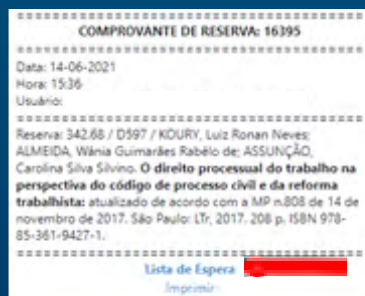 COMPROVANTE DE RESERVA: 16395
Data: 14-06-2021
Hora: 15:36
Usuário:
Reserva: 342.68 / D597 / KOURY, Luiz Ronan Neves;
ALMEIDA, Wânia Guimarães Rabêlo de; ASSUNÇÃO,
Carolina Silva Silvino. O direito processual do trabalho na
perspectiva do código de processo civil e da reforma
trabalhista: atualizado de acordo com a MP n.808 de 14 de
novembro de 2017. São Paulo: LTr, 2017. 208 p. ISBN 978-
85-361-9427-1.
Lista de Espera
Imprimir